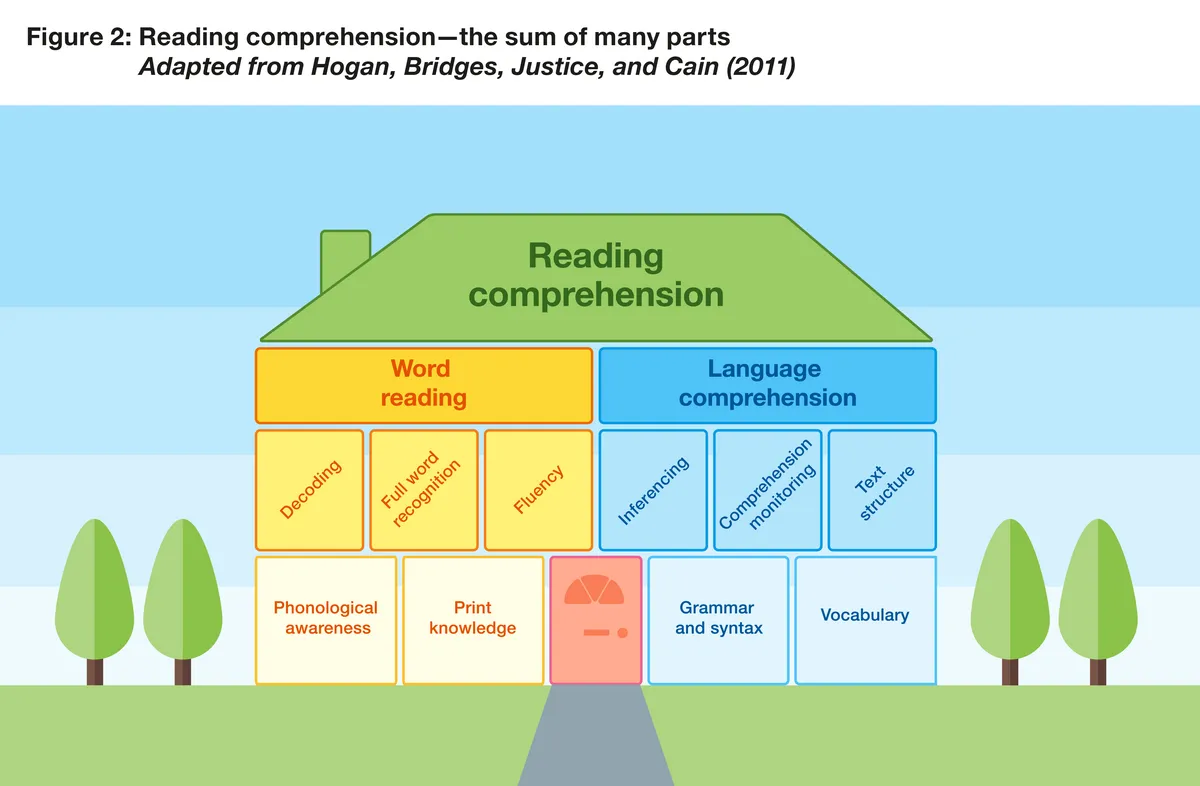 Figure 2: Reading comprehension—the sum of many parts
Adapted from Hogan, Bridges, Justice, and Cain (2011)
Reading
comprehension
Word
reading
Language
comprehension
Decoding
Full word
recognition
Fluency
Inferencing
Comprehension
monitoring
Text
structure
Phonological
awareness
Print
knowledge
Grammar
and syntax
Vocabulary